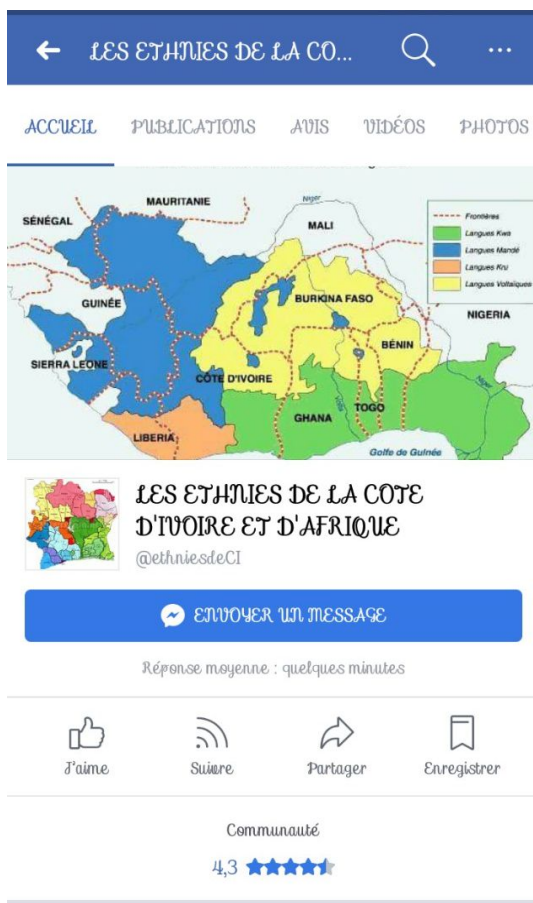 LES ETHNIES DE LA CO...
ACCUEIL PUBLICATIONS AVIS VIDÉOS PHOTOS
MAURITANIE
SÉNÉGAL
Niger
MALI
Frontières
Langues Kwa
Langues Mandé
Langues Kru
Langues Voltaïques
GUINÉE
BURKINA FASO
NIGERIA
BÉNIN
SIERRA LEONE
CÔTE D'IVOIRE
Niger
TOGO
GHANA
Volta
LIBERIA
Golfe de Guinée
LES ETHNIES DE LA COTE
D'IVOIRE ET D'AFRIQUE
@ethniesdeCI
ENVOYER UN MESSAGE
Réponse moyenne : quelques minutes
J'aime Suivre Partager Enregistrer
Communauté
4,3